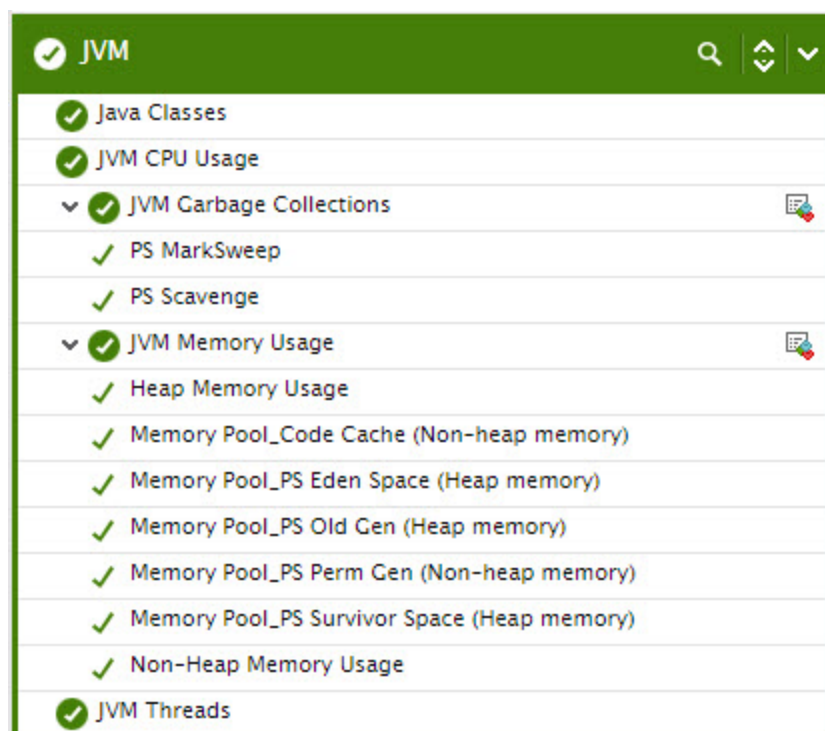 JVM
Java Classes
JVM CPU Usage
JVM Garbage Collections
PS MarkSweep
PS Scavenge
JVM Memory Usage
Heap Memory Usage
Memory Pool_Code Cache (Non-heap memory)
Memory Pool_PS Eden Space (Heap memory)
Memory Pool_PS Old Gen (Heap memory)
Memory Pool_PS Perm Gen (Non-heap memory)
Memory Pool_PS Survivor Space (Heap memory)
Non-Heap Memory Usage
JVM Threads